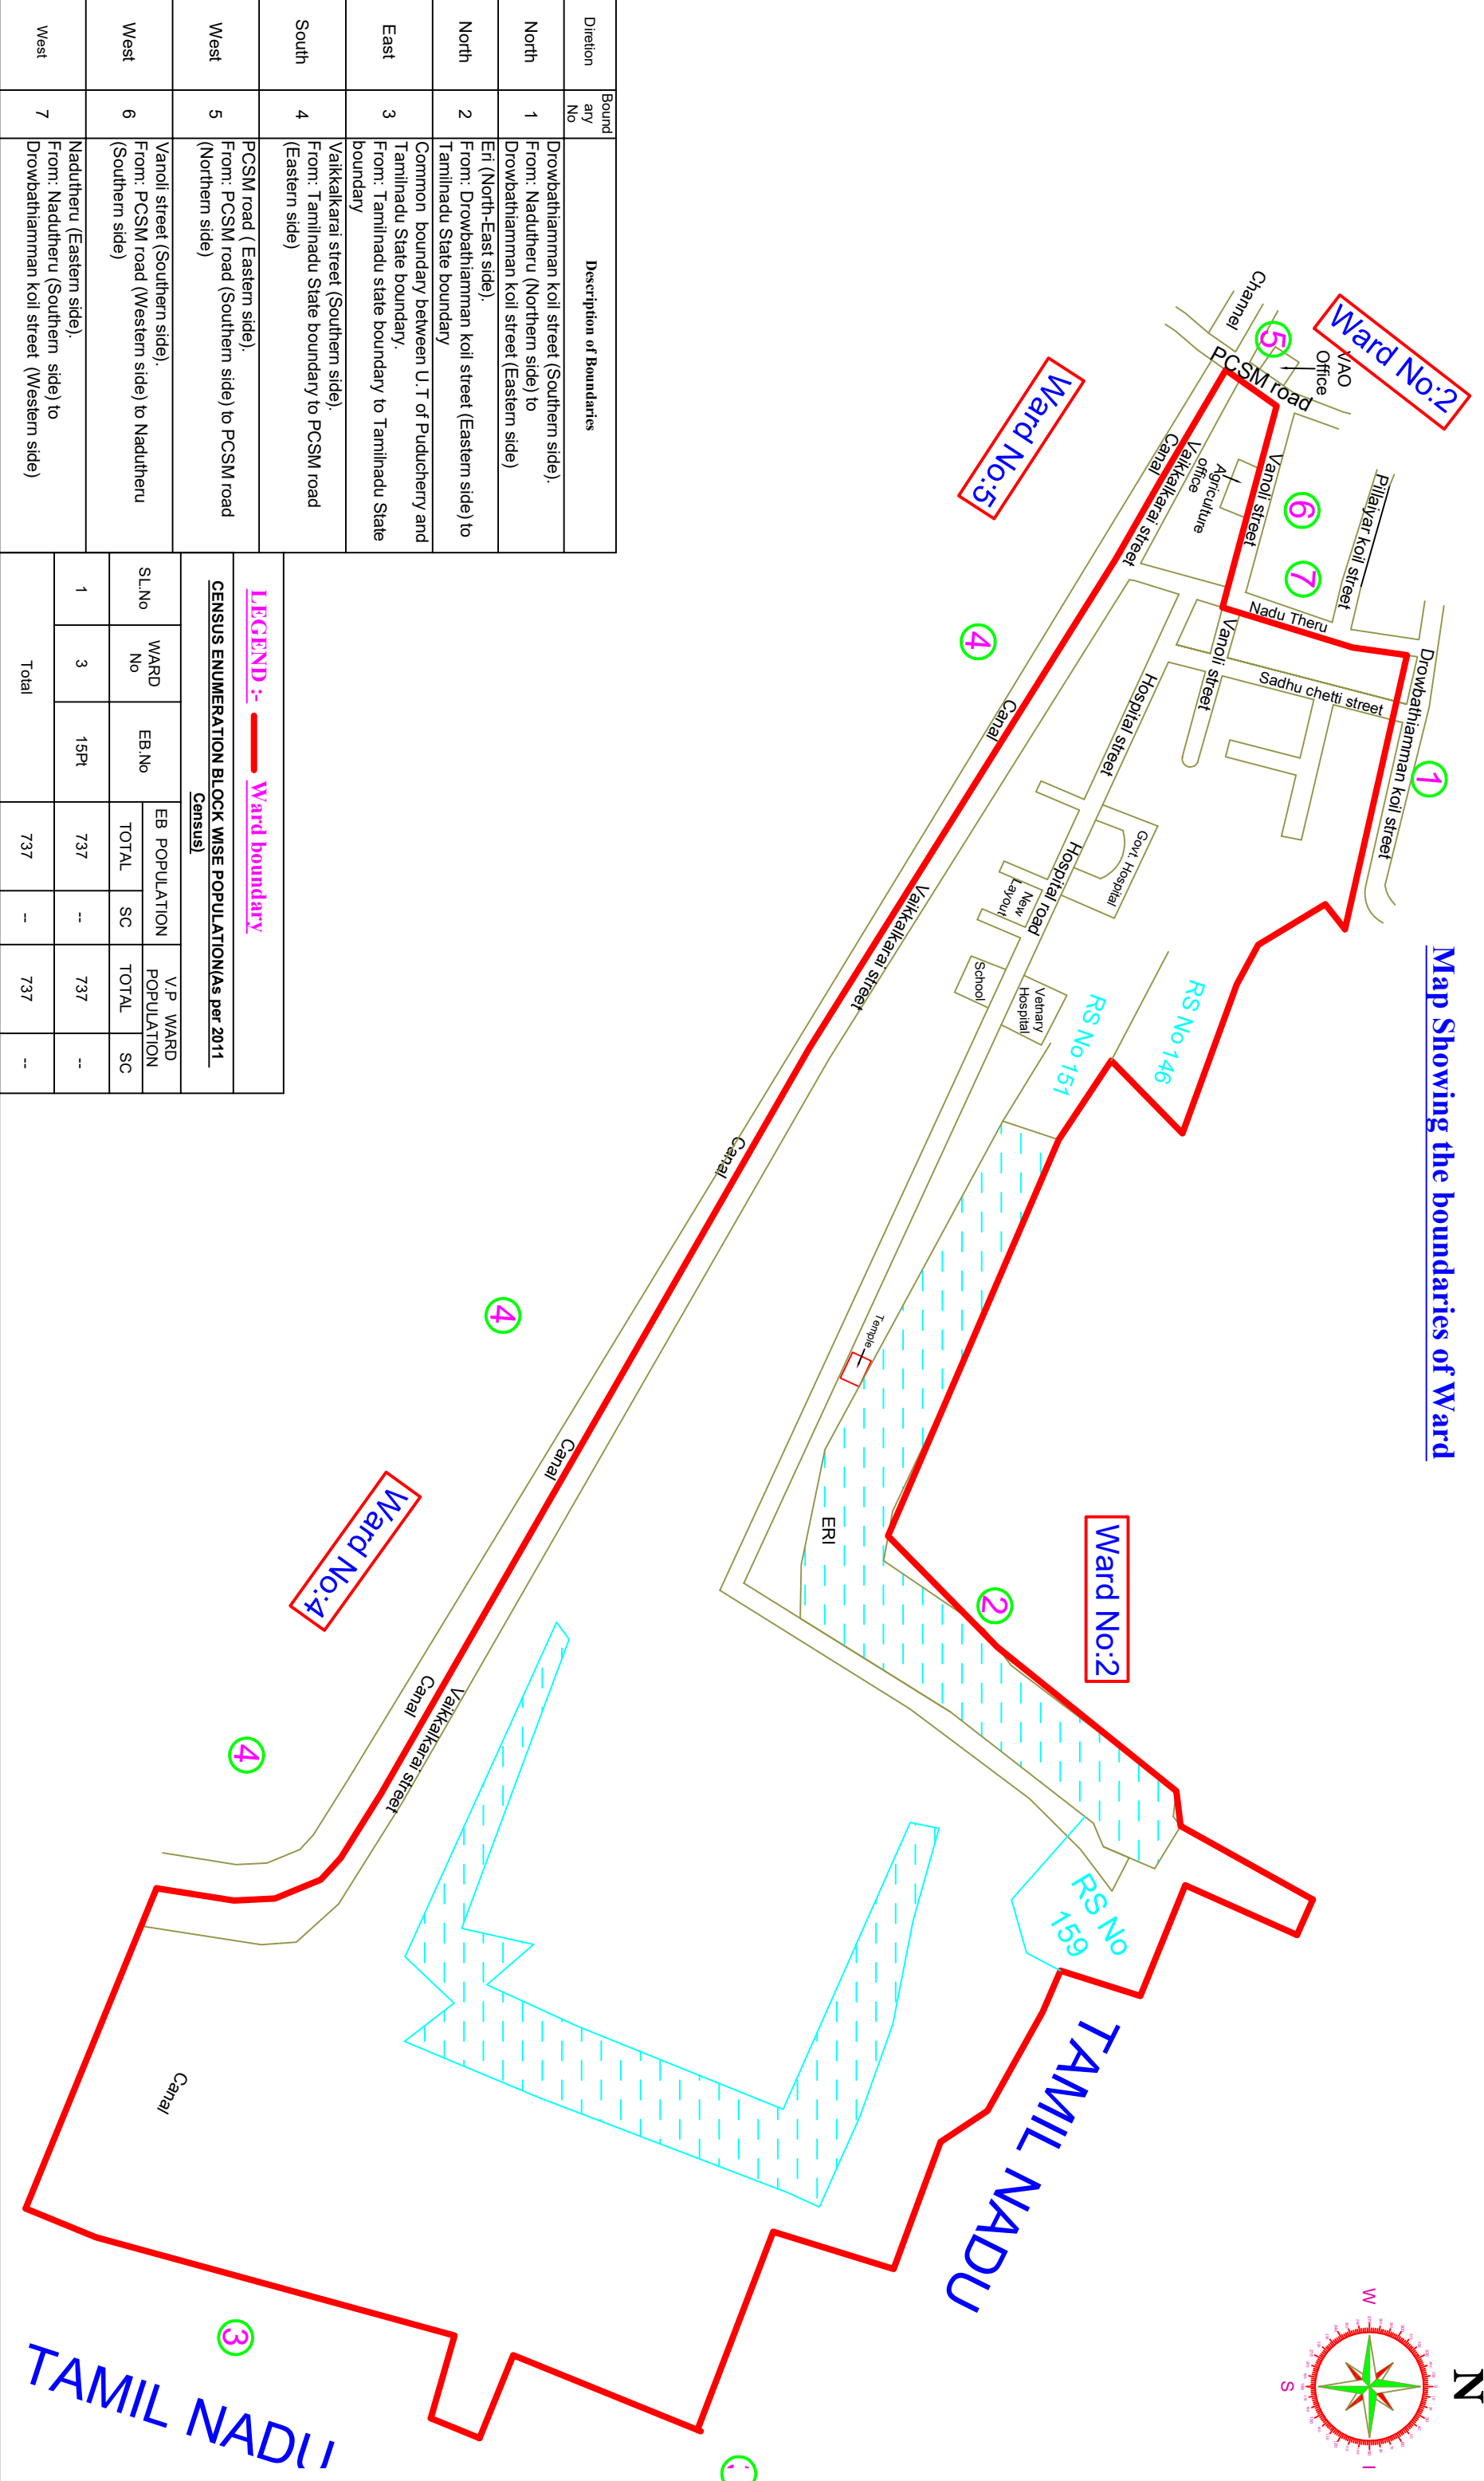 Map Showing the boundaries of Ward
N
W
S
Ward No:2
VAO
Office
Channel
5
PCSM road
Pillaiyar koil street
6
7
Vanoli street
Agriculture
office
Vaikkalkarai street
Canal
Ward No:5
Nadu Theru
Drowbathiamman koil street
1
Sadhu chetti street
Vanoli street
Hospital street
4
Canal
Govt. Hospital
Hospital road
New
Layout
Vaikkalkarai street
School
Vetnary
Hospital
RS No 146
RS No 151
Canal
Temple
4
Canal
ERI
Ward No:2
2
Ward No:4
Canal
Vaikkalkarai street
4
RS No
159
TAMIL NADU
Canal
3
TAMIL NADU
Diretion
Bound
ary
No
Description of Boundaries
North
1
Drowbathiamman koil street (Southern side).
From: Nadutheru (Northern side) to
Drowbathiamman koil street (Eastern side)
North
2
Eri (North-East side).
From: Drowbathiamman koil street (Eastern side) to
Tamilnadu State boundary
East
3
Common boundary between U.T of Puducherry and
Tamilnadu State boundary.
From: Tamilnadu state boundary to Tamilnadu State
boundary
South
4
Vaikkalkarai street (Southern side).
From: Tamilnadu State boundary to PCSM road
(Eastern side)
West
5
PCSM road ( Eastern side).
From: PCSM road (Southern side) to PCSM road
(Northern side)
West
6
Vanoli street (Southern side).
From: PCSM road (Western side) to Nadutheru
(Southern side)
West
7
Nadutheru (Eastern side).
From: Nadutheru (Southern side) to
Drowbathiamman koil street (Western side)
LEGEND :- Ward boundary
CENSUS ENUMERATION BLOCK WISE POPULATION(As per 2011
Census)
SL.No
WARD
No
EB.No
EB POPULATION
V.P WARD
POPULATION
TOTAL SC TOTAL SC
1 3 15Pt 737 -- 737 --
Total 737 -- 737 --